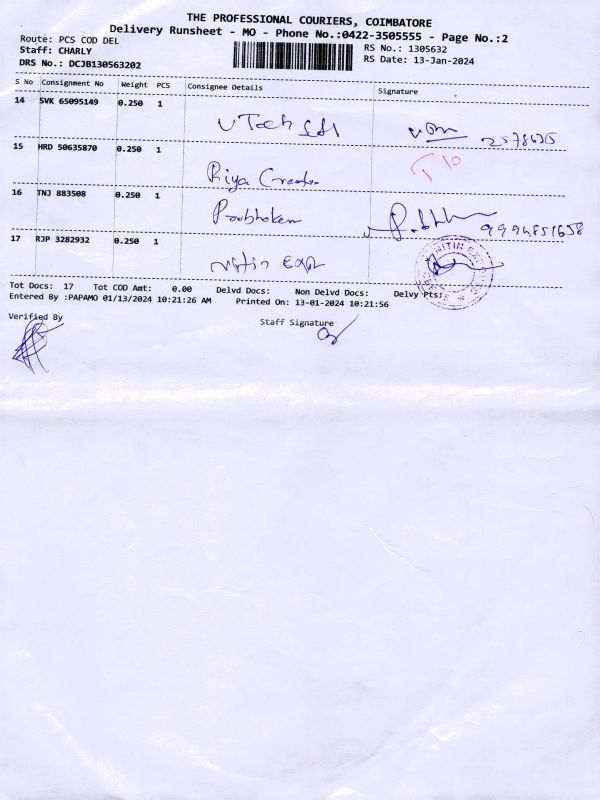 THE PROFESSIONAL COURIERS, COIMBATORE
Delivery Runsheet - MO - Phone No.:0422-3505555 - Page No.:2
Route: PCS COD DEL
RS No.: 1305632
Staff: CHARLY
RS Date: 13-Jan-2024
DRS No.: DCJB130563202
S No Consignment No Weight PCS Consignee Details Signature
14 SVK 65095149 0.250 1
UTech
15 HRD 50635870 0.250 1
Riya
T 10
16 TNJ 883508 0.250 1
Prabhakar
17 RJP 3282932 0.250 1
nitin Exp
NITIN
Tot Docs: 17 Tot COD Amt: 0.00 Delvd Docs: Non Delvd Docs: Delvy Pts:
Entered By :PAPAMO 01/13/2024 10:21:26 AM Printed On: 13-01-2024 10:21:56
Verified By
Staff Signature